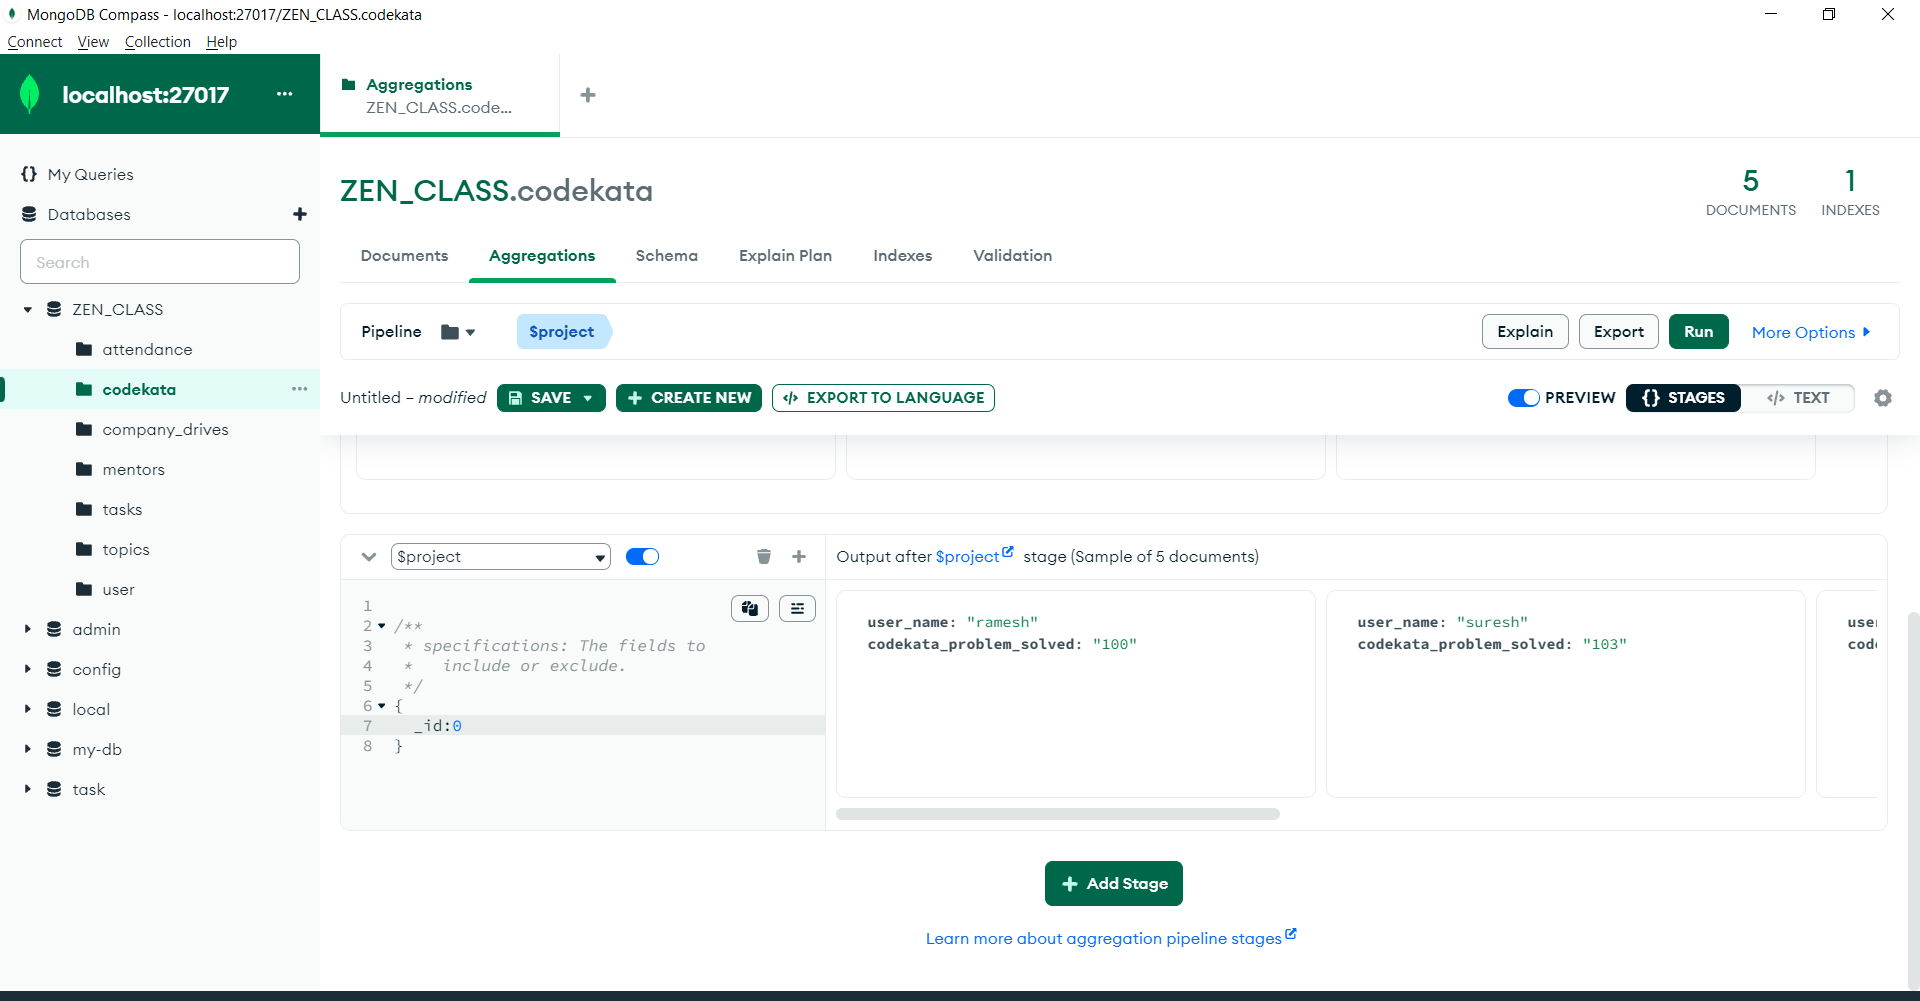 MongoDB Compass - localhost:27017/ZEN_CLASS.codekata
Connect View Collection Help
localhost:27017 ...
Aggregations
ZEN_CLASS.code...
My Queries
Databases
Search
ZEN_CLASS
attendance
codekata
company_drives
mentors
tasks
topics
user
admin
config
local
my-db
task
ZEN_CLASS.codekata
5
DOCUMENTS
1
INDEXES
Documents Aggregations Schema Explain Plan Indexes Validation
Pipeline $project Explain Export Run More Options
Untitled – modified SAVE CREATE NEW EXPORT TO LANGUAGE PREVIEW {} STAGES </> TEXT
$project
Output after $project stage (Sample of 5 documents)
1
2 /**
3 * specifications: The fields to
4 *   include or exclude.
5 */
6 {
7   _id:0
8 }
user_name: "ramesh"
codekata_problem_solved: "100"
user_name: "suresh"
codekata_problem_solved: "103"
Add Stage
Learn more about aggregation pipeline stages